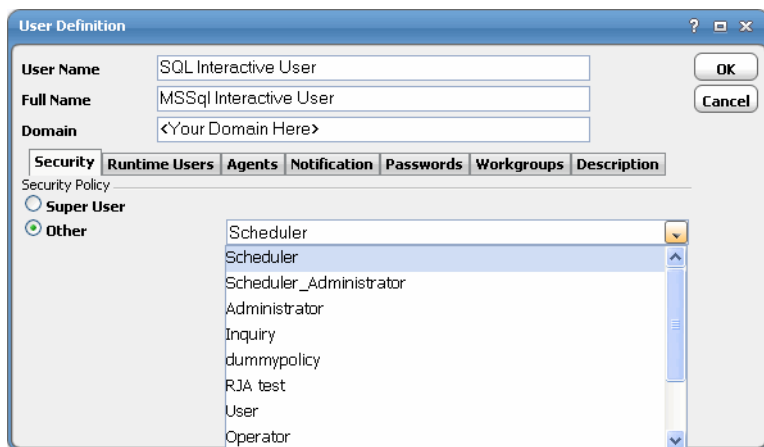 User Definition
User Name SQL Interactive User OK
Full Name MSSql Interactive User Cancel
Domain <Your Domain Here>
Security Runtime Users Agents Notification Passwords Workgroups Description
Security Policy
Super User
Other Scheduler
Scheduler
Scheduler_Administrator
Administrator
Inquiry
dummypolicy
RJA test
User
Operator